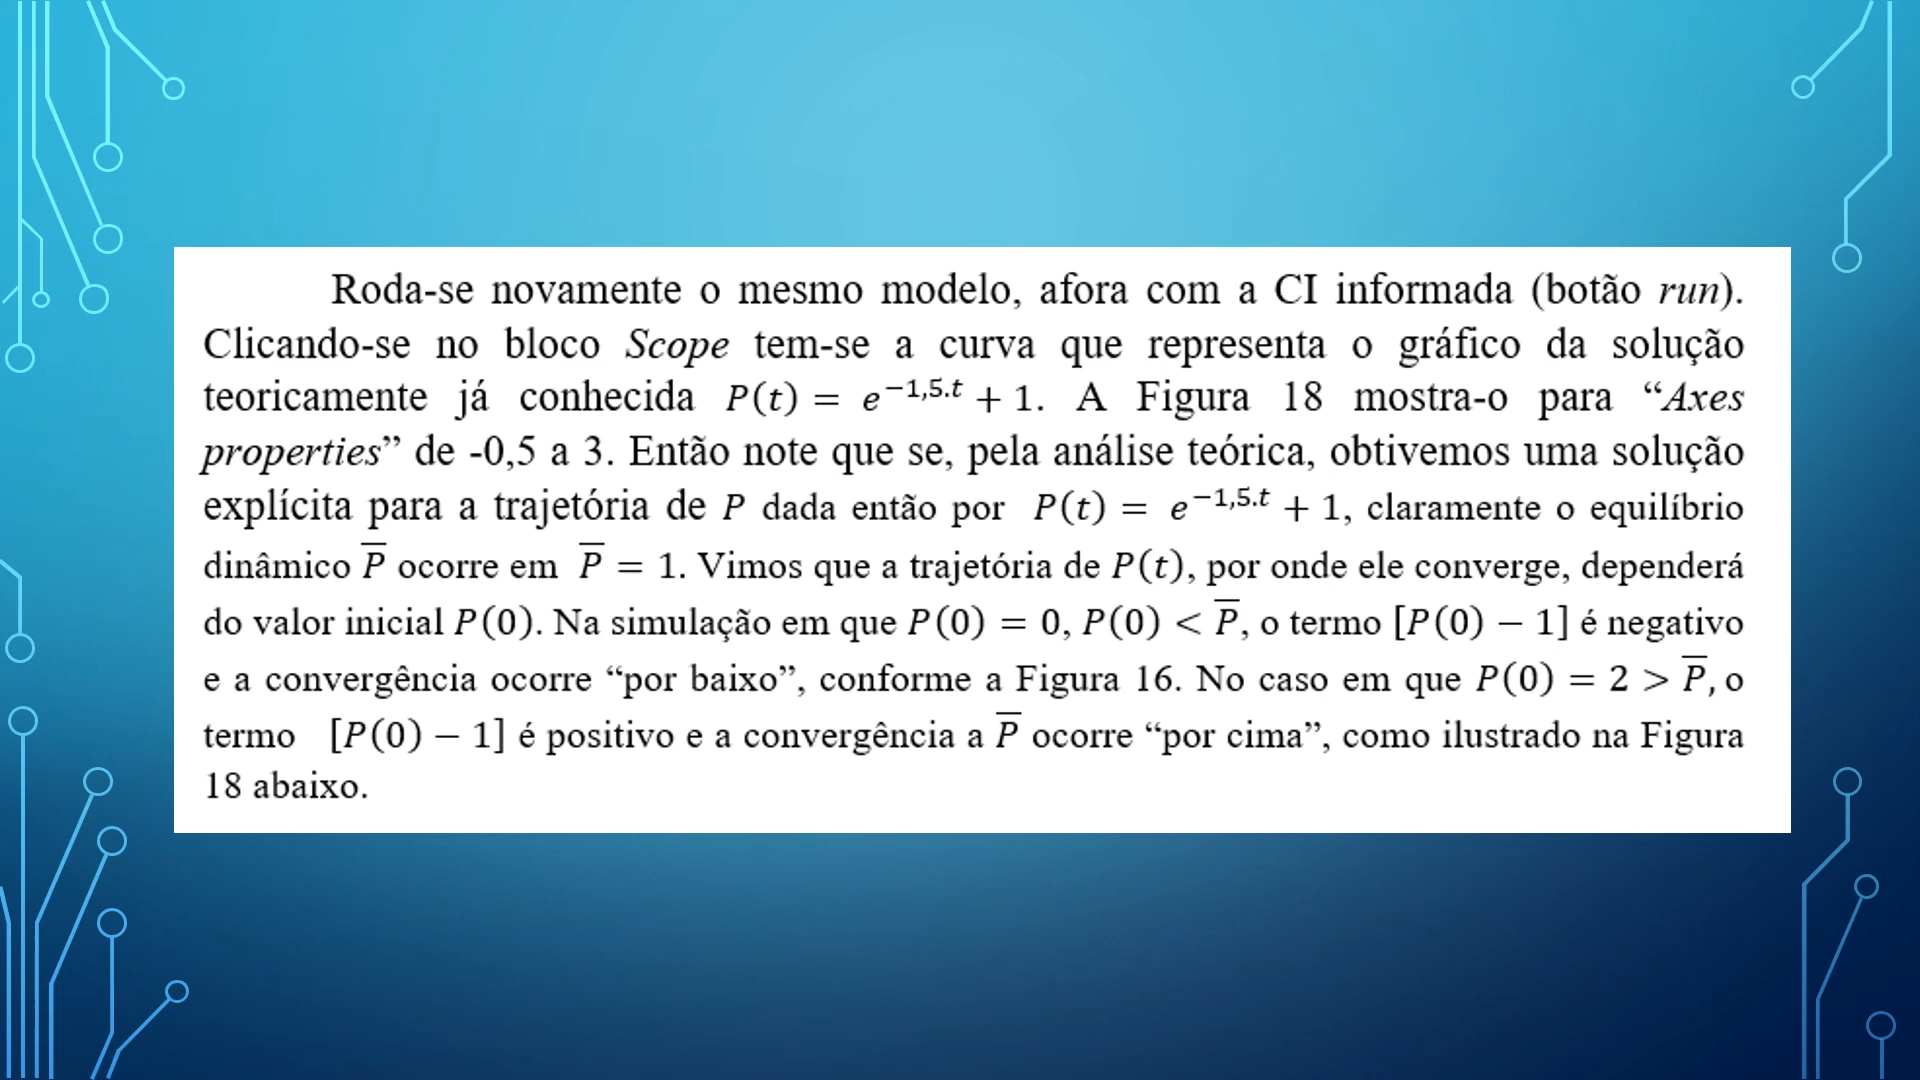 Roda-se novamente o mesmo modelo, afora com a CI informada (botão run).
Clicando-se no bloco Scope tem-se a curva que representa o gráfico da solução
teoricamente já conhecida P(t) = e^{−1,5.t} + 1. A Figura 18 mostra-o para “Axes
properties” de -0,5 a 3. Então note que se, pela análise teórica, obtivemos uma solução
explícita para a trajetória de P dada então por P(t) = e^{−1,5.t} + 1, claramente o equilíbrio
dinâmico P̅ ocorre em P̅ = 1. Vimos que a trajetória de P(t), por onde ele converge, dependerá
do valor inicial P(0). Na simulação em que P(0) = 0, P(0) < P̅, o termo [P(0) − 1] é negativo
e a convergência ocorre “por baixo”, conforme a Figura 16. No caso em que P(0) = 2 > P̅, o
termo [P(0) − 1] é positivo e a convergência a P̅ ocorre “por cima”, como ilustrado na Figura
18 abaixo.